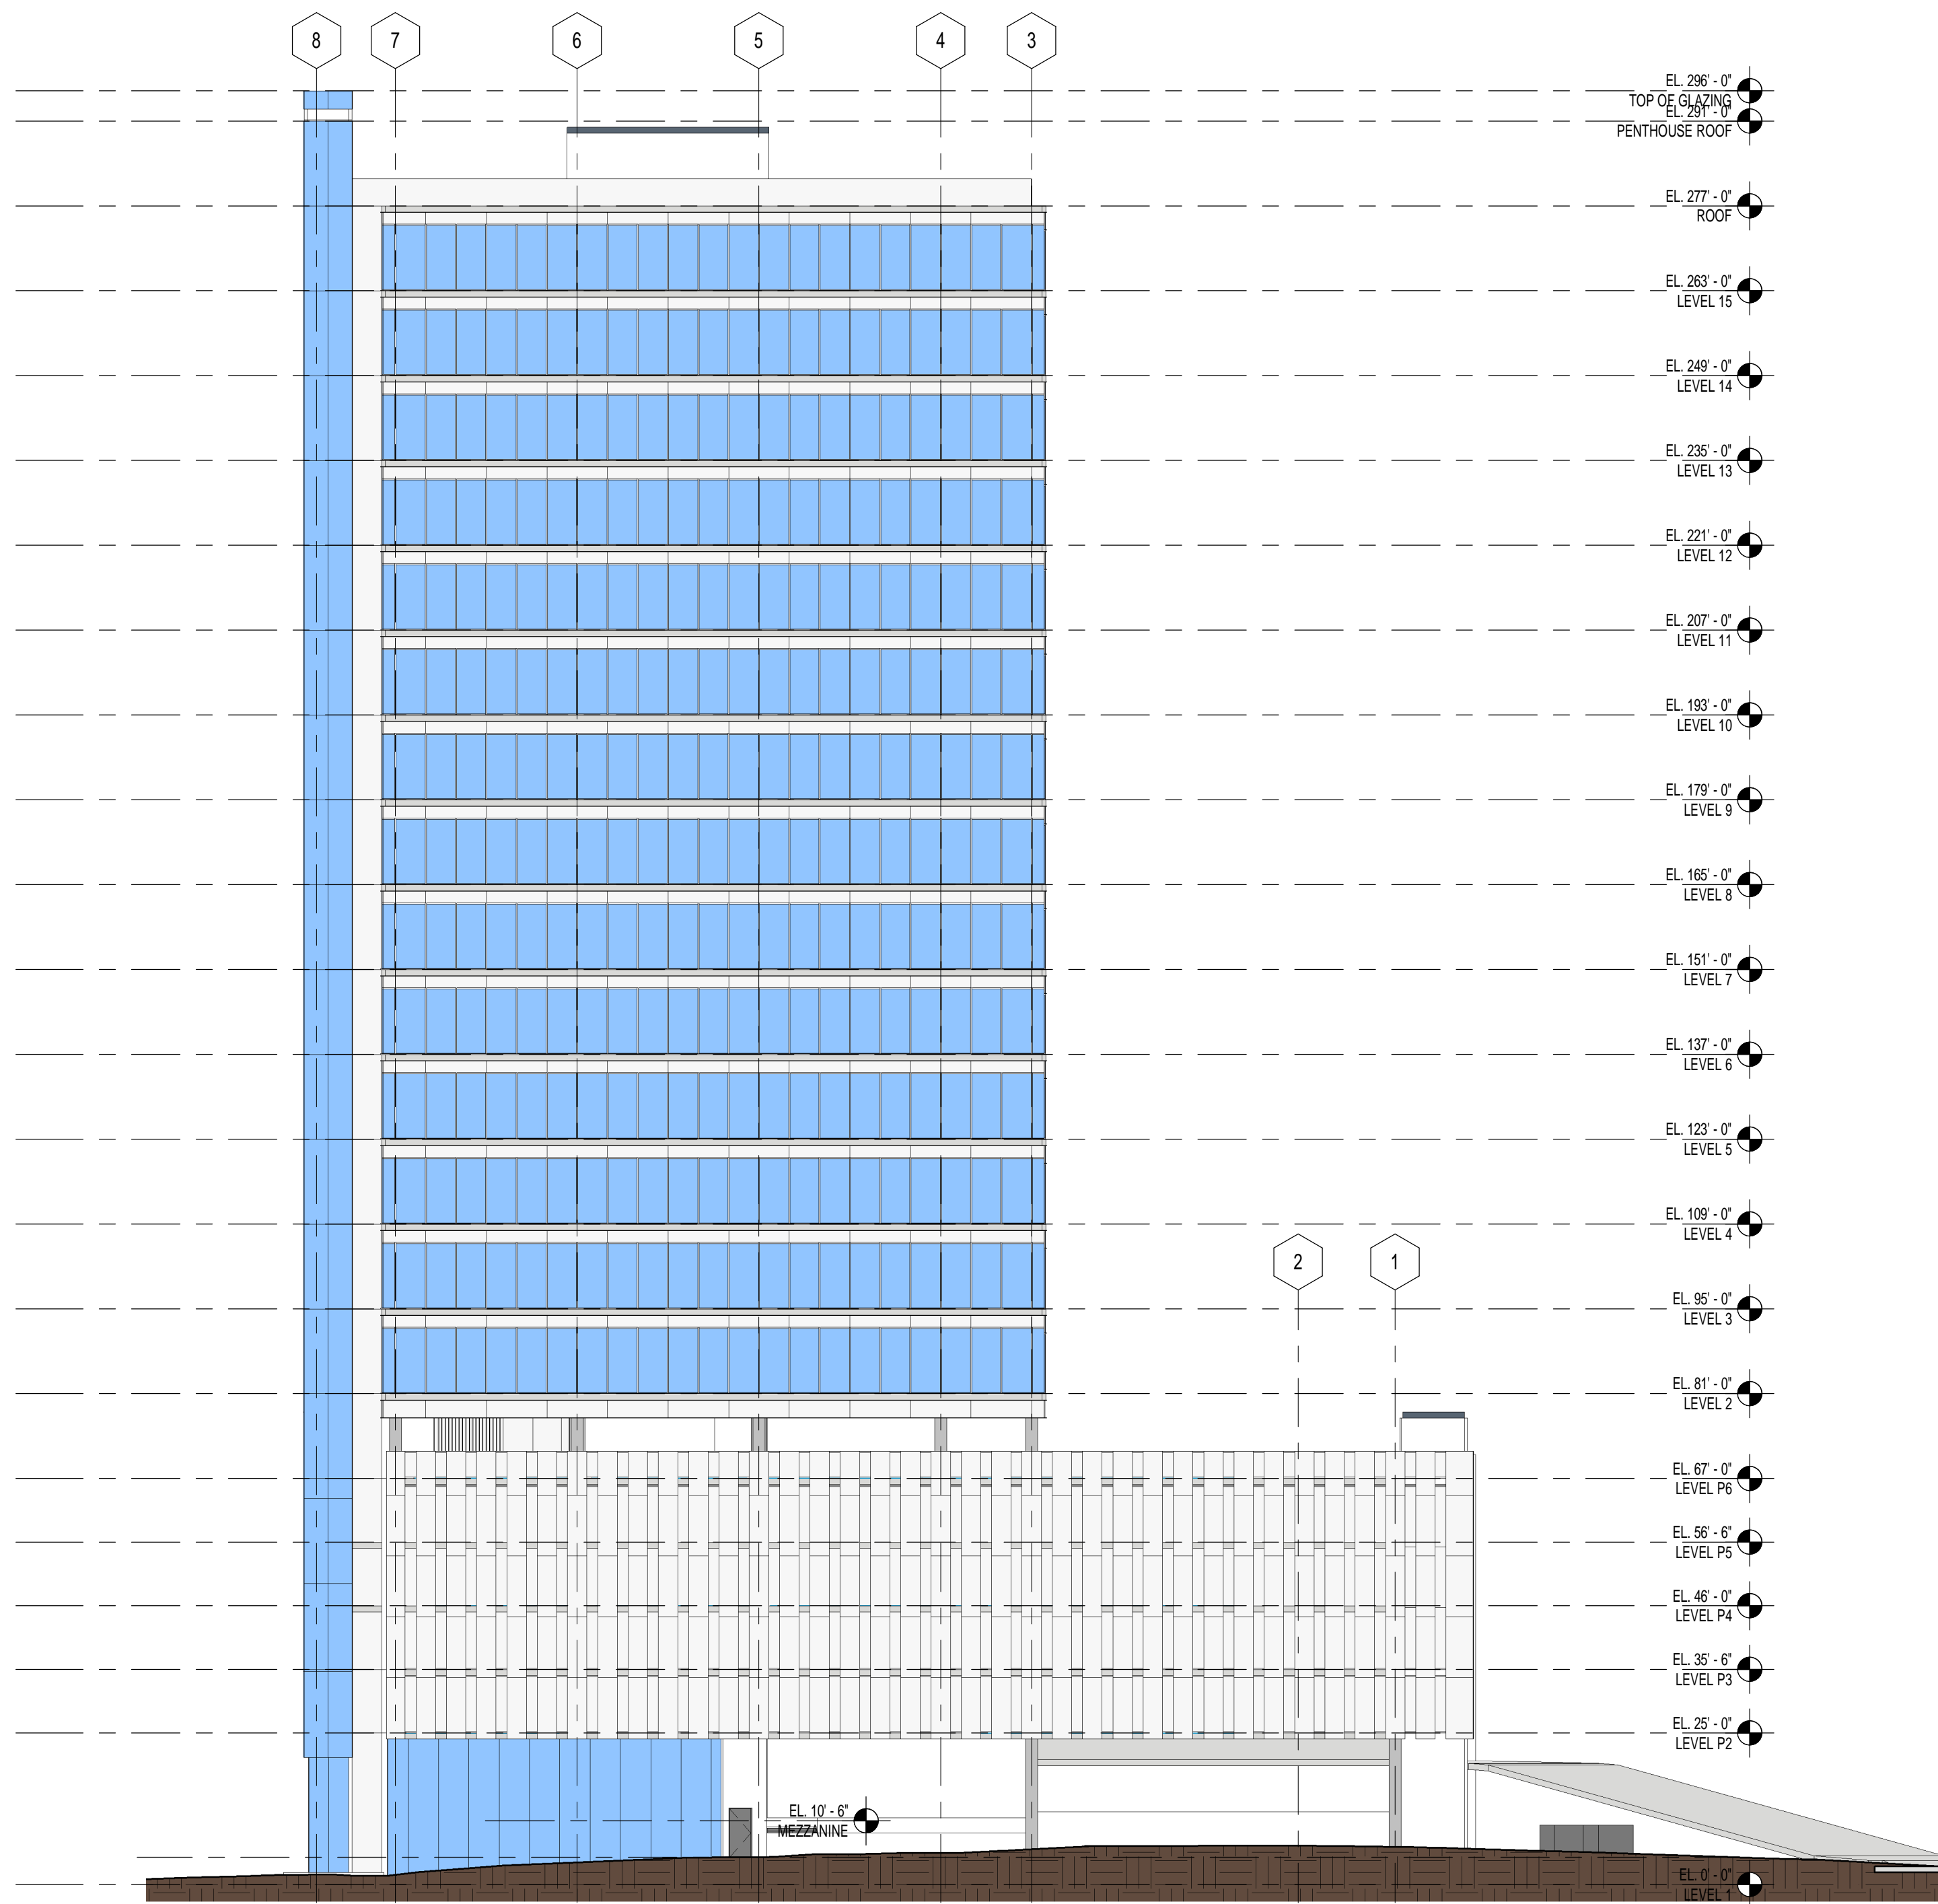 8
7
6
5
4
3
EL. 296' - 0"
TOP OF GLAZING
EL. 291' - 0"
PENTHOUSE ROOF
EL. 277' - 0"
ROOF
EL. 263' - 0"
LEVEL 15
EL. 249' - 0"
LEVEL 14
EL. 235' - 0"
LEVEL 13
EL. 221' - 0"
LEVEL 12
EL. 207' - 0"
LEVEL 11
EL. 193' - 0"
LEVEL 10
EL. 179' - 0"
LEVEL 9
EL. 165' - 0"
LEVEL 8
EL. 151' - 0"
LEVEL 7
EL. 137' - 0"
LEVEL 6
EL. 123' - 0"
LEVEL 5
EL. 109' - 0"
LEVEL 4
2
1
EL. 95' - 0"
LEVEL 3
EL. 81' - 0"
LEVEL 2
EL. 67' - 0"
LEVEL P6
EL. 56' - 6"
LEVEL P5
EL. 46' - 0"
LEVEL P4
EL. 35' - 6"
LEVEL P3
EL. 25' - 0"
LEVEL P2
EL. 10' - 6"
MEZZANINE
EL. 0' - 0"
LEVEL 1